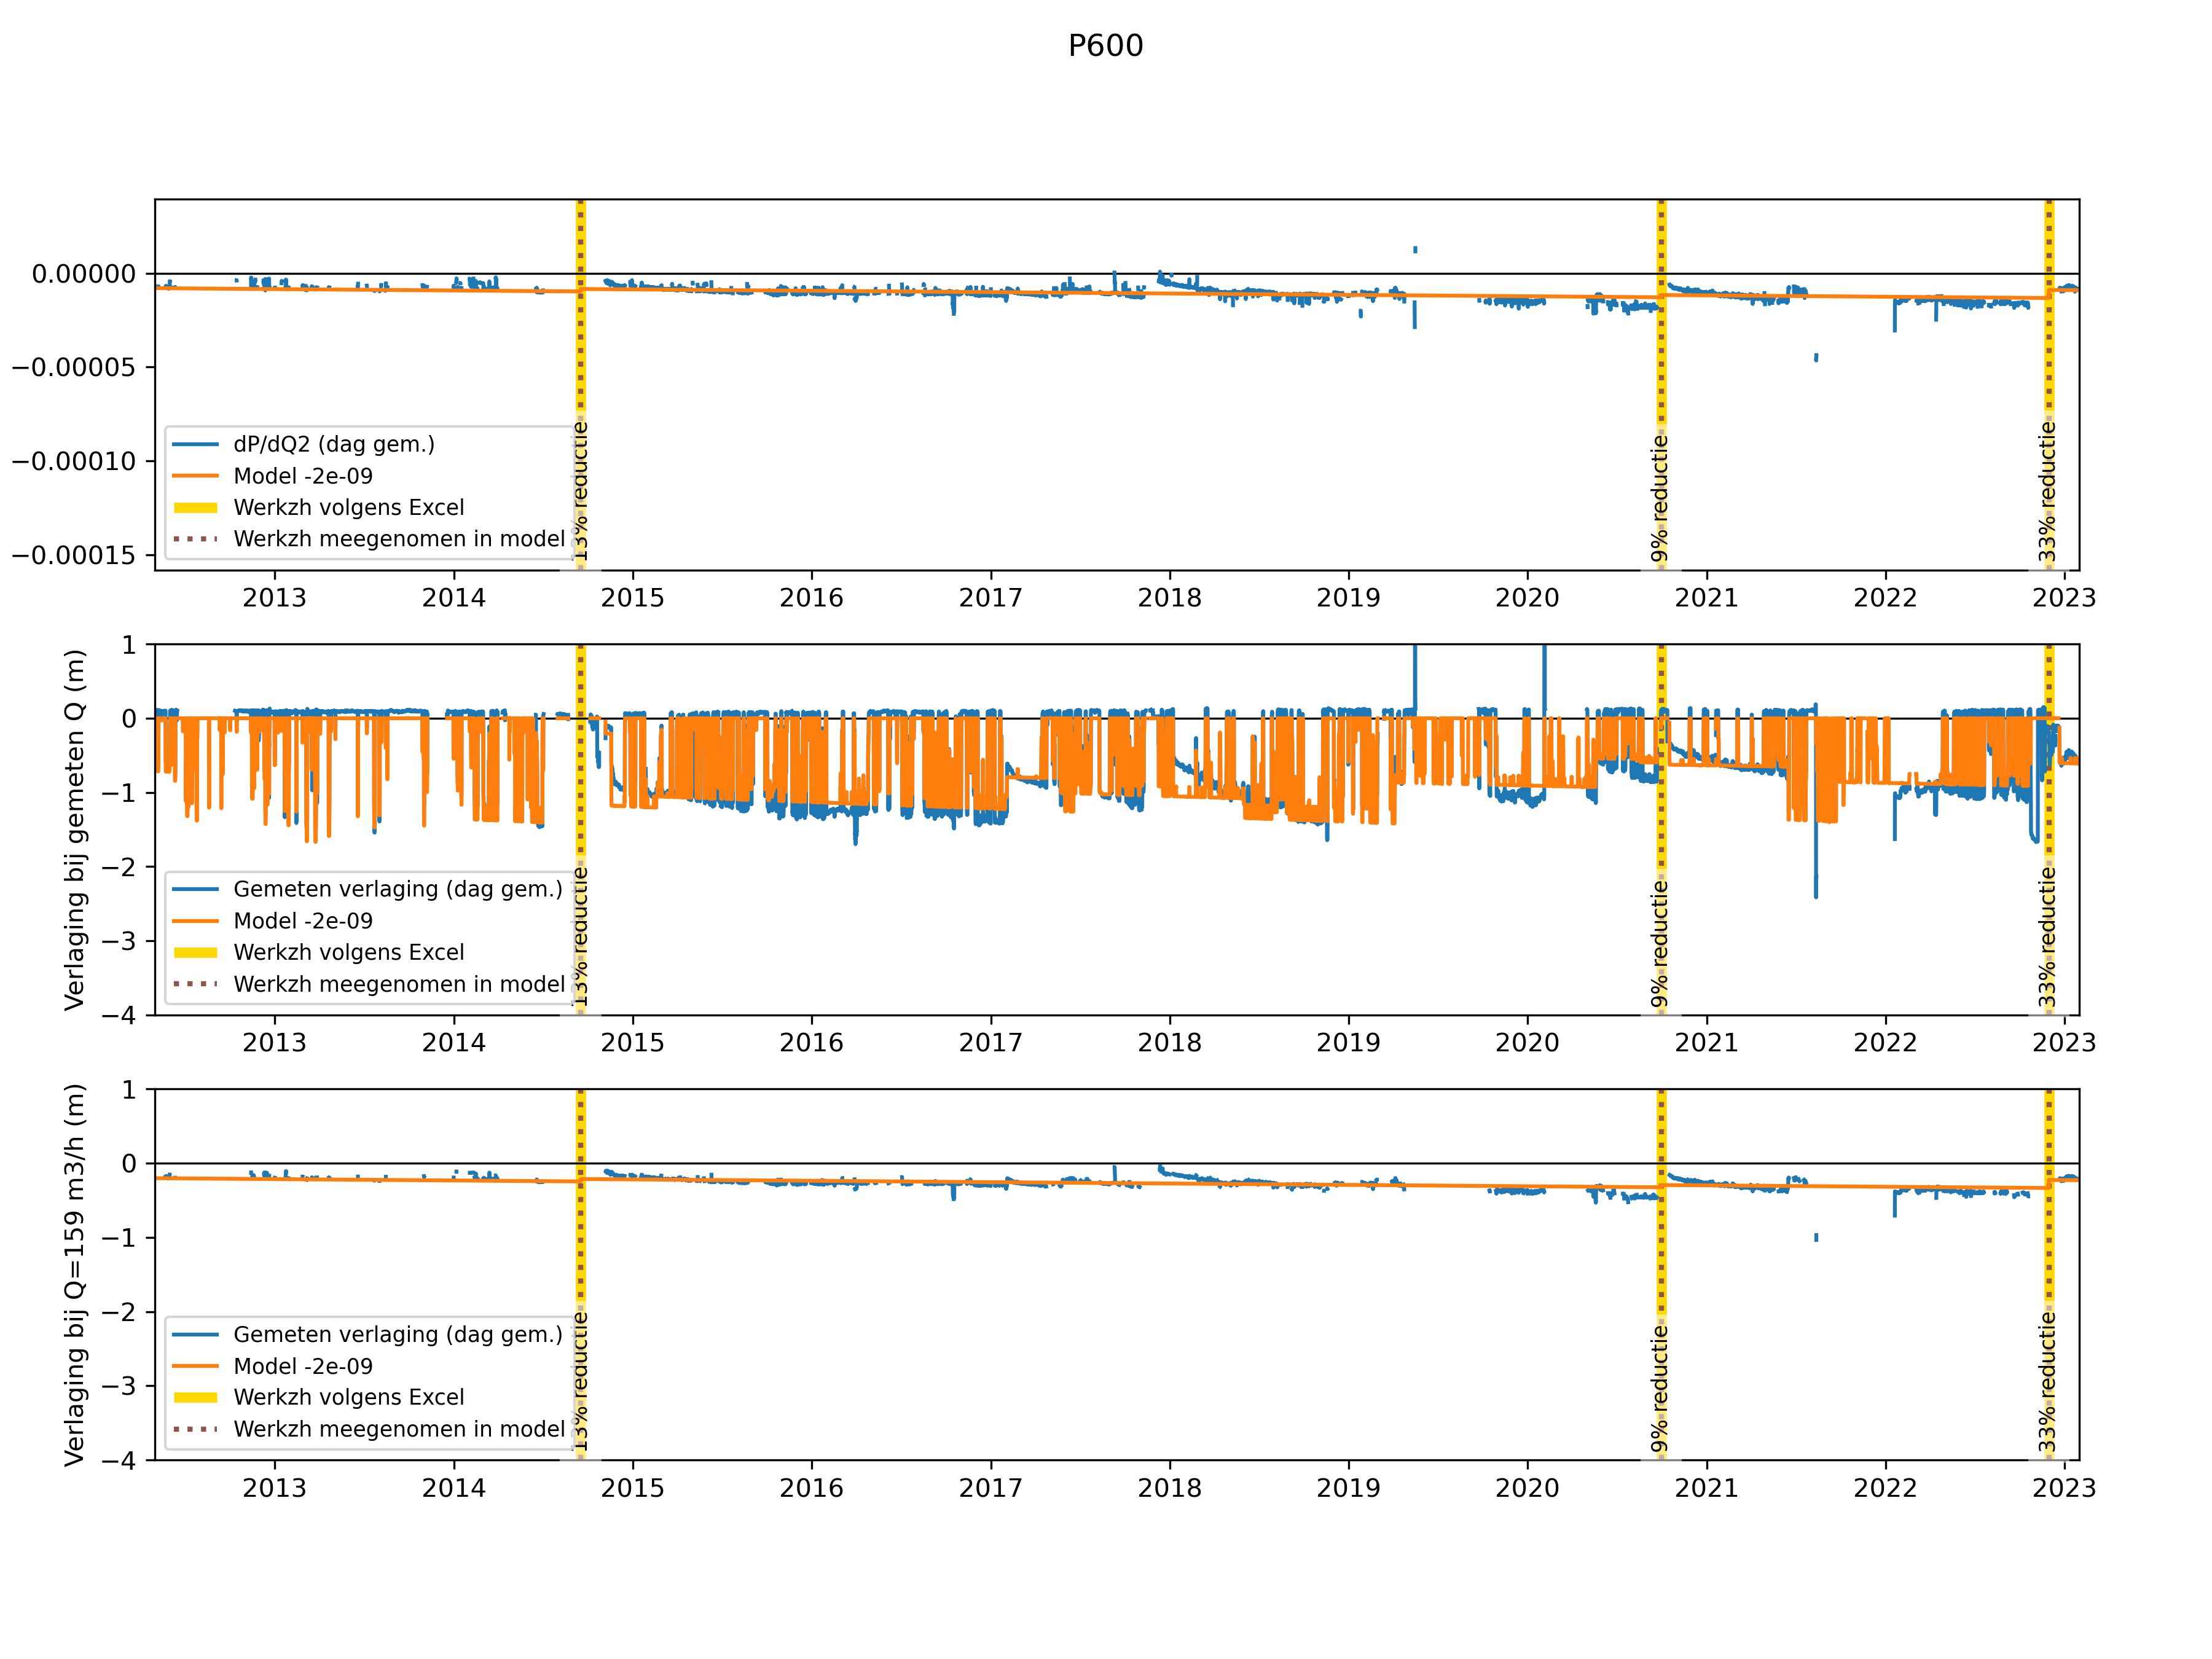 P600
0.00000
−0.00005
−0.00010
−0.00015
dP/dQ2 (dag gem.)
Model -2e-09
Werkzh volgens Excel
Werkzh meegenomen in model
13% reductie
9% reductie
33% reductie
2013 2014 2015 2016 2017 2018 2019 2020 2021 2022 2023
Verlaging bij gemeten Q (m)
1
0
−1
−2
−3
−4
Gemeten verlaging (dag gem.)
Model -2e-09
Werkzh volgens Excel
Werkzh meegenomen in model
13% reductie
9% reductie
33% reductie
2013 2014 2015 2016 2017 2018 2019 2020 2021 2022 2023
Verlaging bij Q=159 m3/h (m)
1
0
−1
−2
−3
−4
Gemeten verlaging (dag gem.)
Model -2e-09
Werkzh volgens Excel
Werkzh meegenomen in model
13% reductie
9% reductie
33% reductie
2013 2014 2015 2016 2017 2018 2019 2020 2021 2022 2023